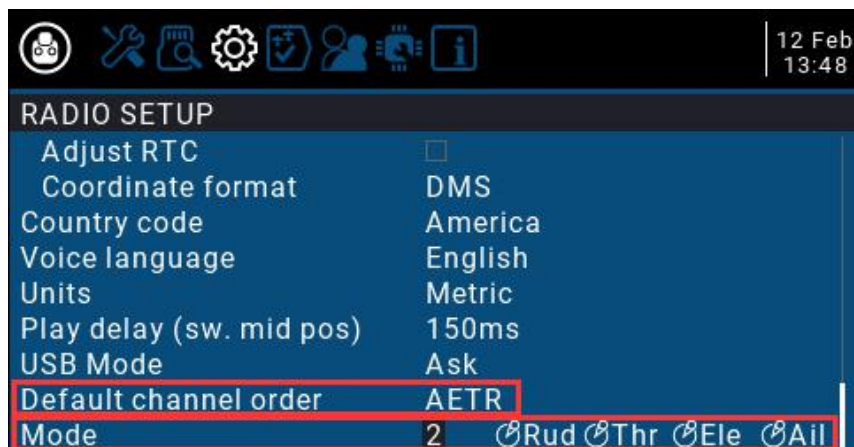 12 Feb
13:48
RADIO SETUP
Adjust RTC
Coordinate format DMS
Country code America
Voice language English
Units Metric
Play delay (sw. mid pos) 150ms
USB Mode Ask
Default channel order AETR
Mode 2 Rud Thr Ele Ail